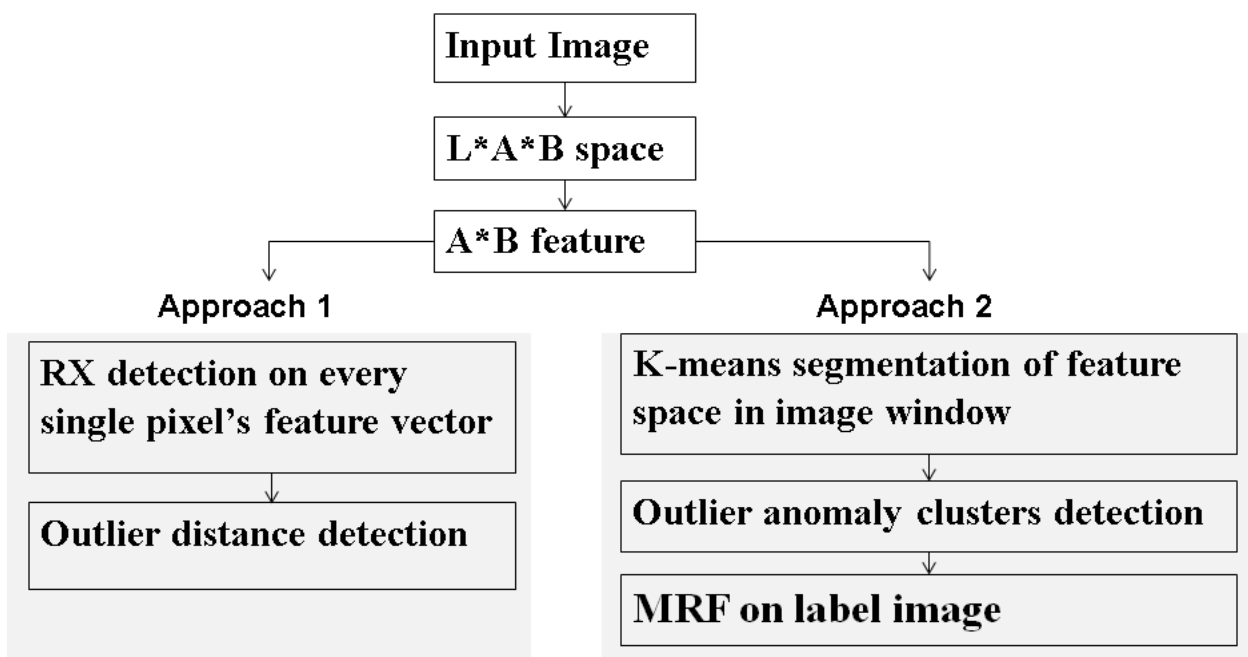 Input Image
L*A*B space
A*B feature
Approach 1
RX detection on every
single pixel's feature vector
Outlier distance detection
Approach 2
K-means segmentation of feature
space in image window
Outlier anomaly clusters detection
MRF on label image